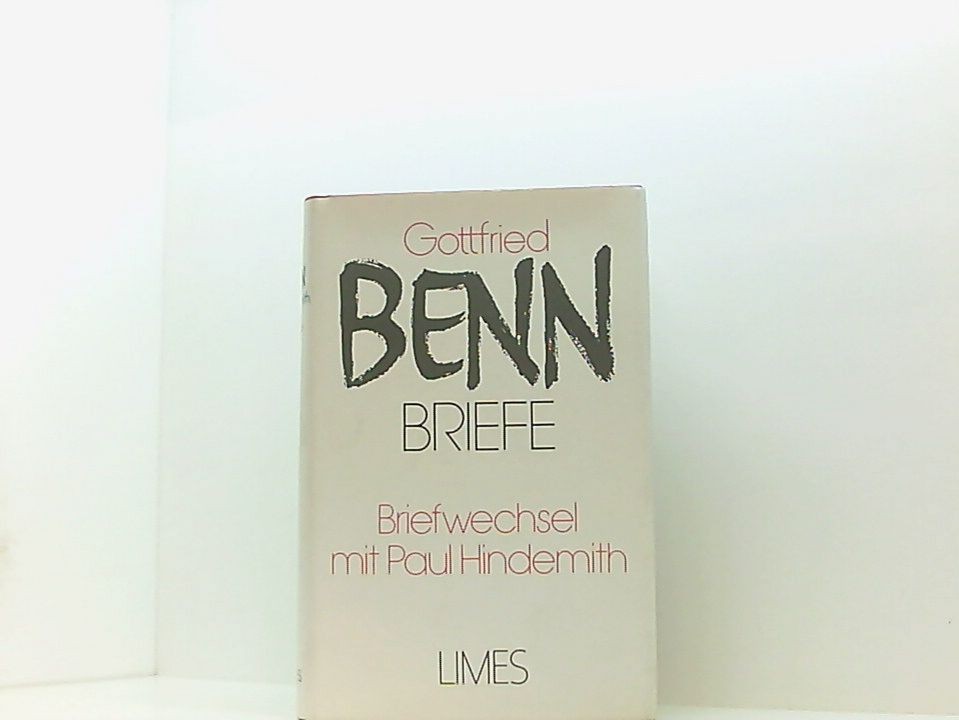 Gottfried
BENN
BRIEFE
Briefwechsel
mit Paul Hindemith
LIMES